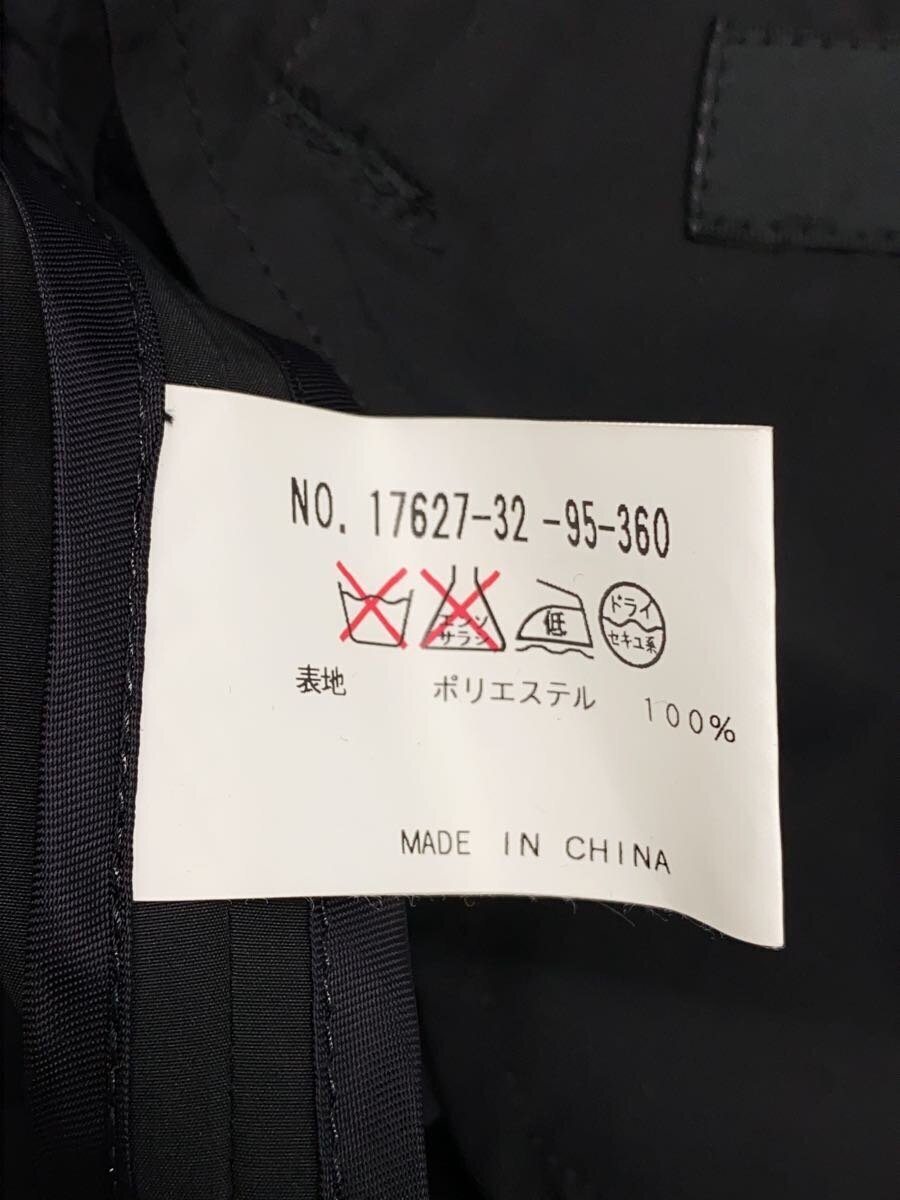 NO. 17627-32 -95-360
エンソ サラシ
低
ドライ
セキユ系
表地 ポリエステル 100%
MADE IN CHINA